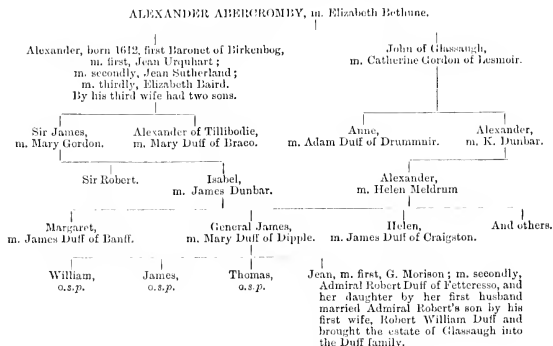 ALEXANDER ABERCROMBY, m. Elizabeth Bethune,
Alexander, born 1612, first Baronet of Birkenbog,
m. first, Jean Urquhart;
m. secondly, Jean Sutherland;
m. thirdly, Elizabeth Baird.
By his third wife had two sons.
John of Glassaugh,
m. Catherine Gordon of Lesmoir.
Sir James,
m. Mary Gordon.
Alexander of Tillibodie,
m. Mary Duff of Braco.
Anne,
m. Adam Duff of Drummuir.
Alexander,
m. K. Dunbar.
Sir Robert.
Isabel,
m. James Dunbar.
Alexander,
m. Helen Meldrum
Margaret,
m. James Duff of Banff.
General James,
m. Mary Duff of Dipple.
Helen,
m. James Duff of Craigston.
And others.
William,
o.s.p.
James,
o.s.p.
Thomas,
o.s.p.
Jean, m. first, G. Morison; m. secondly,
Admiral Robert Duff of Fetteresso, and
her daughter by her first husband
married Admiral Robert's son by his
first wife, Robert William Duff and
brought the estate of Glassaugh into
the Duff family.